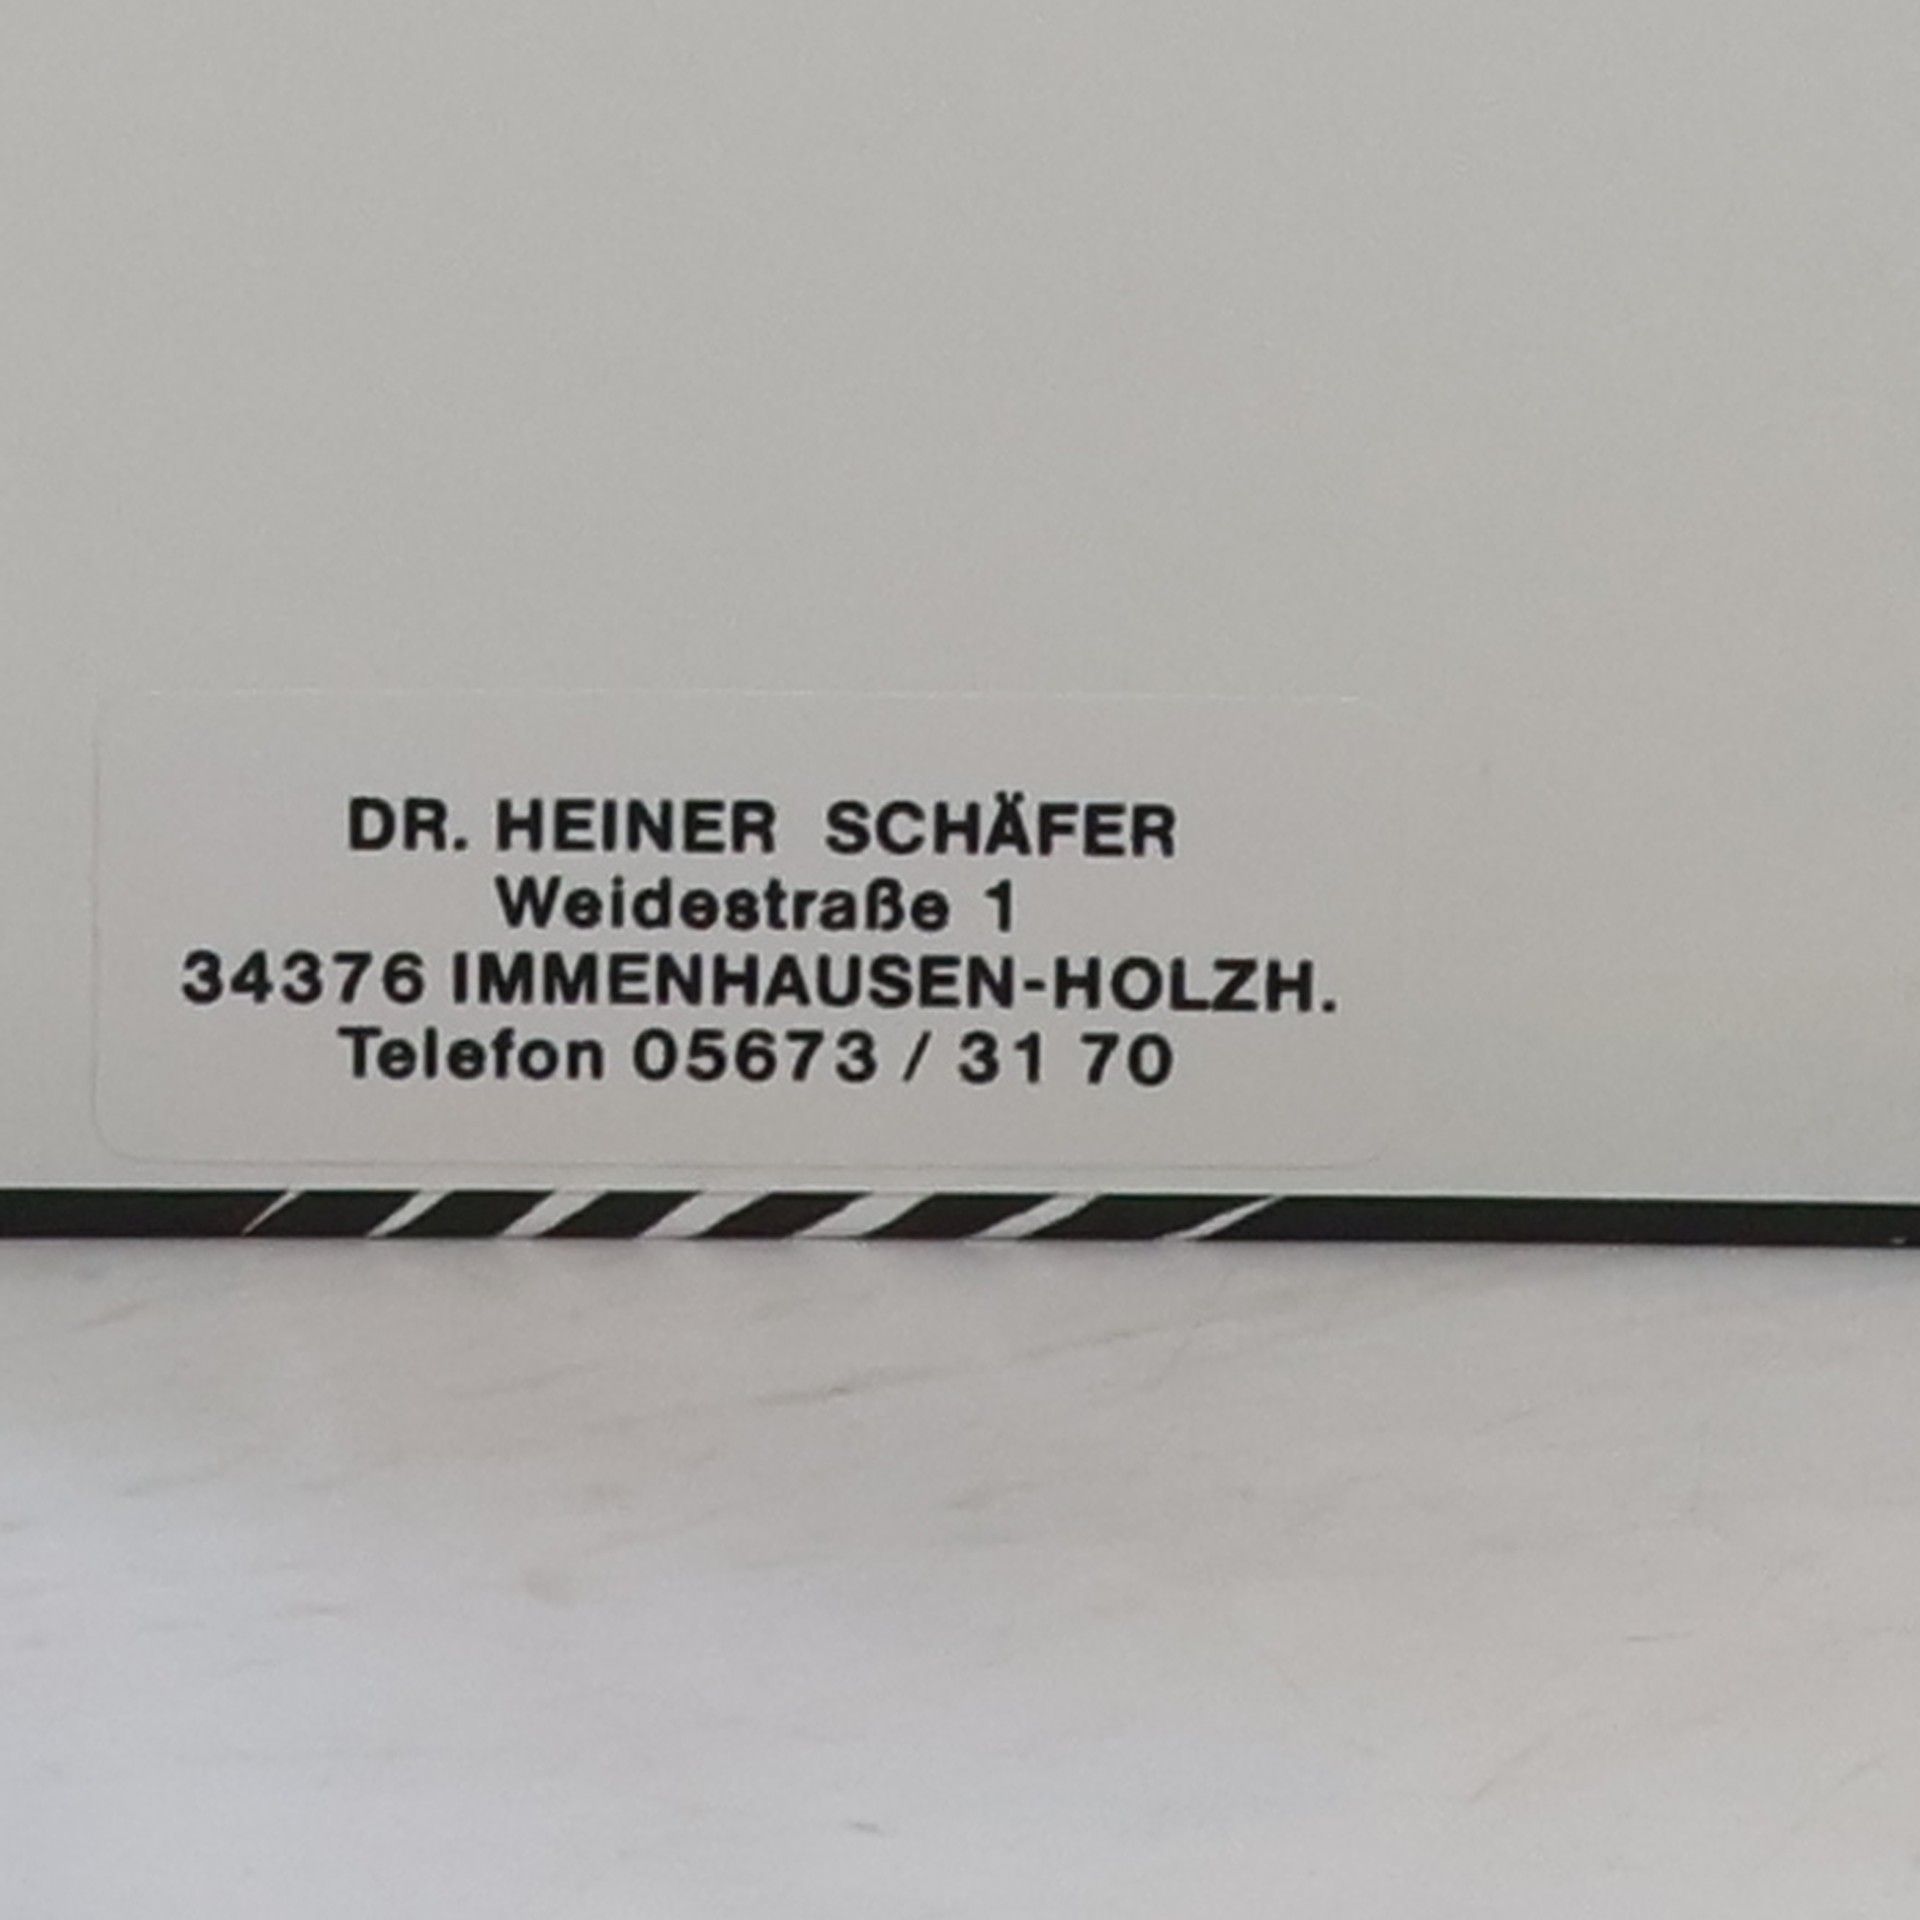 DR. HEINER SCHÄFER
Weidestraße 1
34376 IMMENHAUSEN-HOLZH.
Telefon 05673 / 31 70